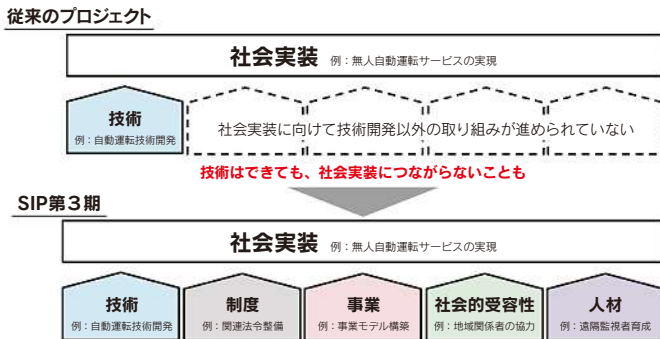 従来のプロジェクト
社会実装 例：無人自動運転サービスの実現
技術
例：自動運転技術開発
社会実装に向けて技術開発以外の取り組みが進められていない
技術はできても、社会実装につながらないことも
SIP第3期
社会実装 例：無人自動運転サービスの実現
技術
例：自動運転技術開発
制度
例：関連法令整備
事業
例：事業モデル構築
社会的受容性
例：地域関係者の協力
人材
例：遠隔監視者育成